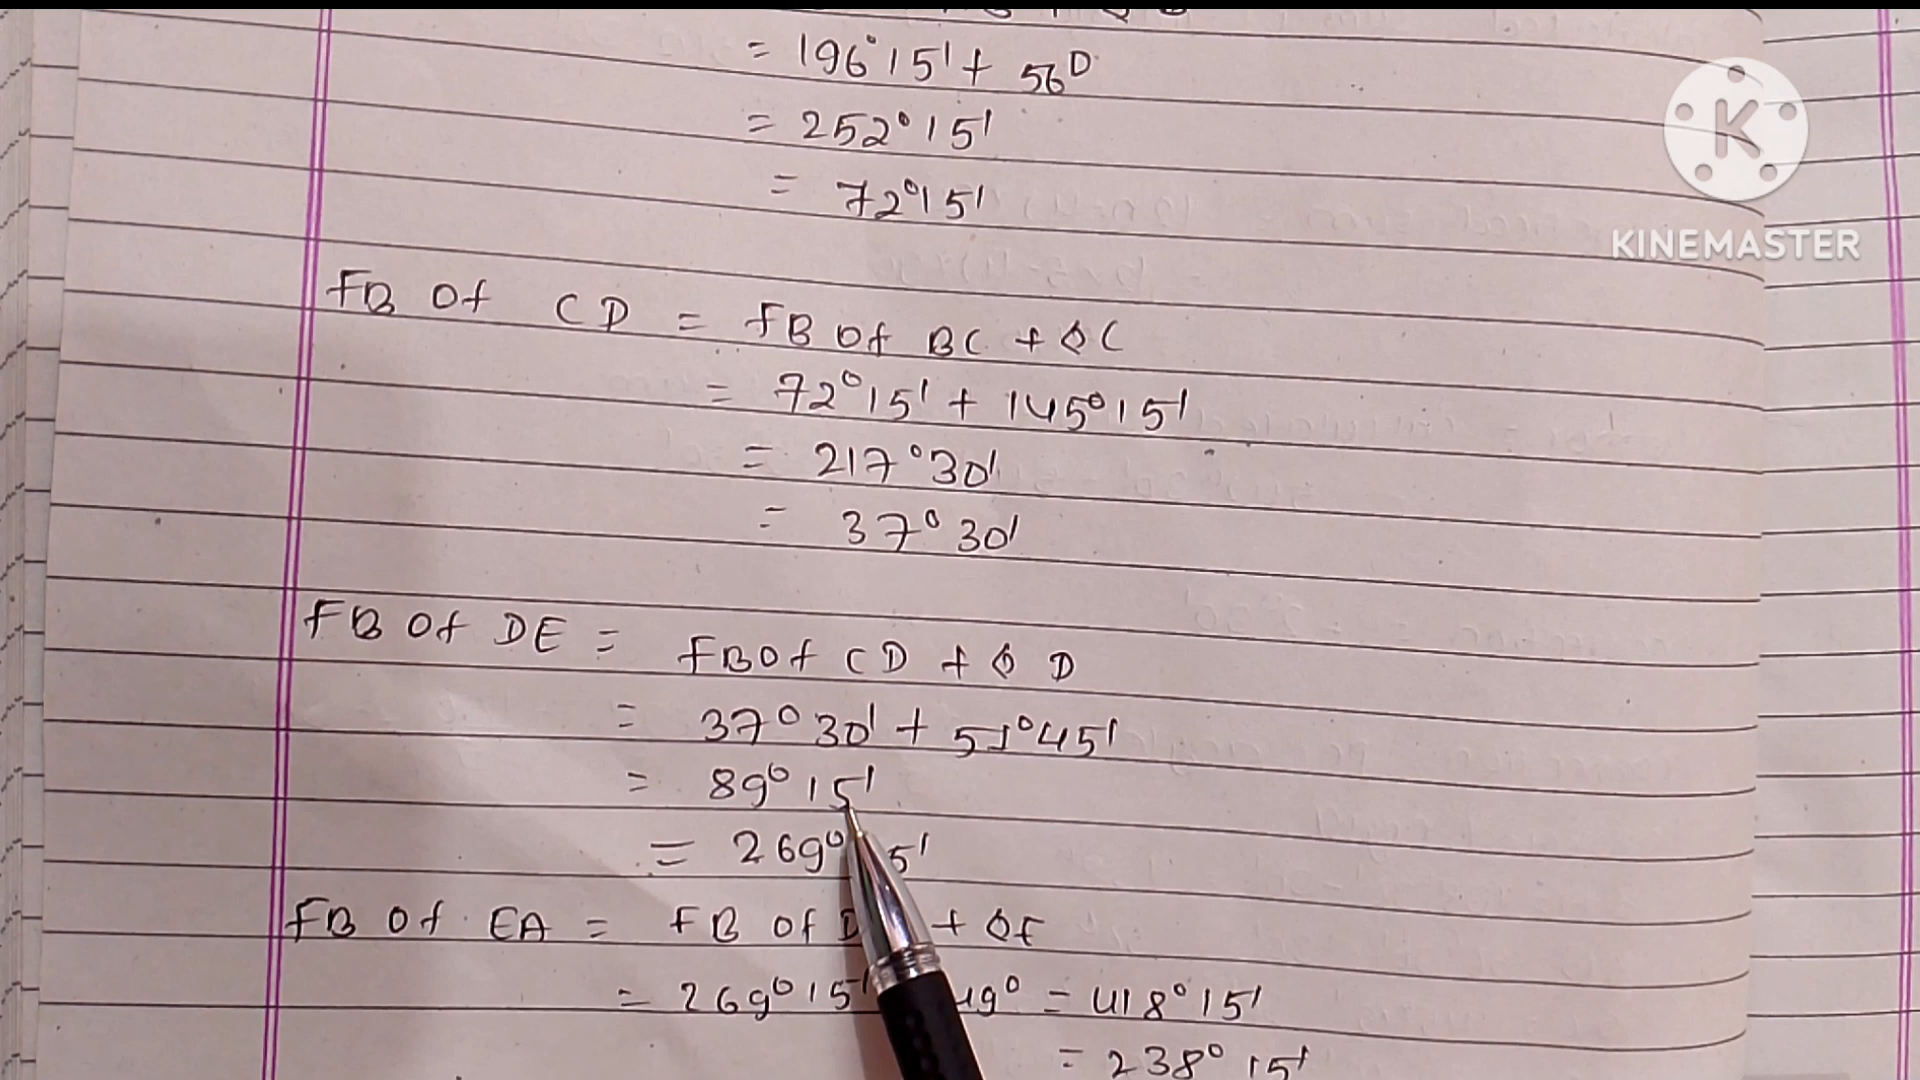 = 196°15' + 56°
= 252°15'
= 72°15'
KINEMASTER
FB Of CD = FB Of BC + ◊C
= 72°15' + 145°15'
= 217°30'
= 37°30'
FB Of DE = FB Of CD + ◊ D
= 37°30' + 51°45'
= 89°15'
= 269° 5'
FB Of EA = FB Of D + ◊E
= 269°15' 49° = 418°15'
= 238°15'